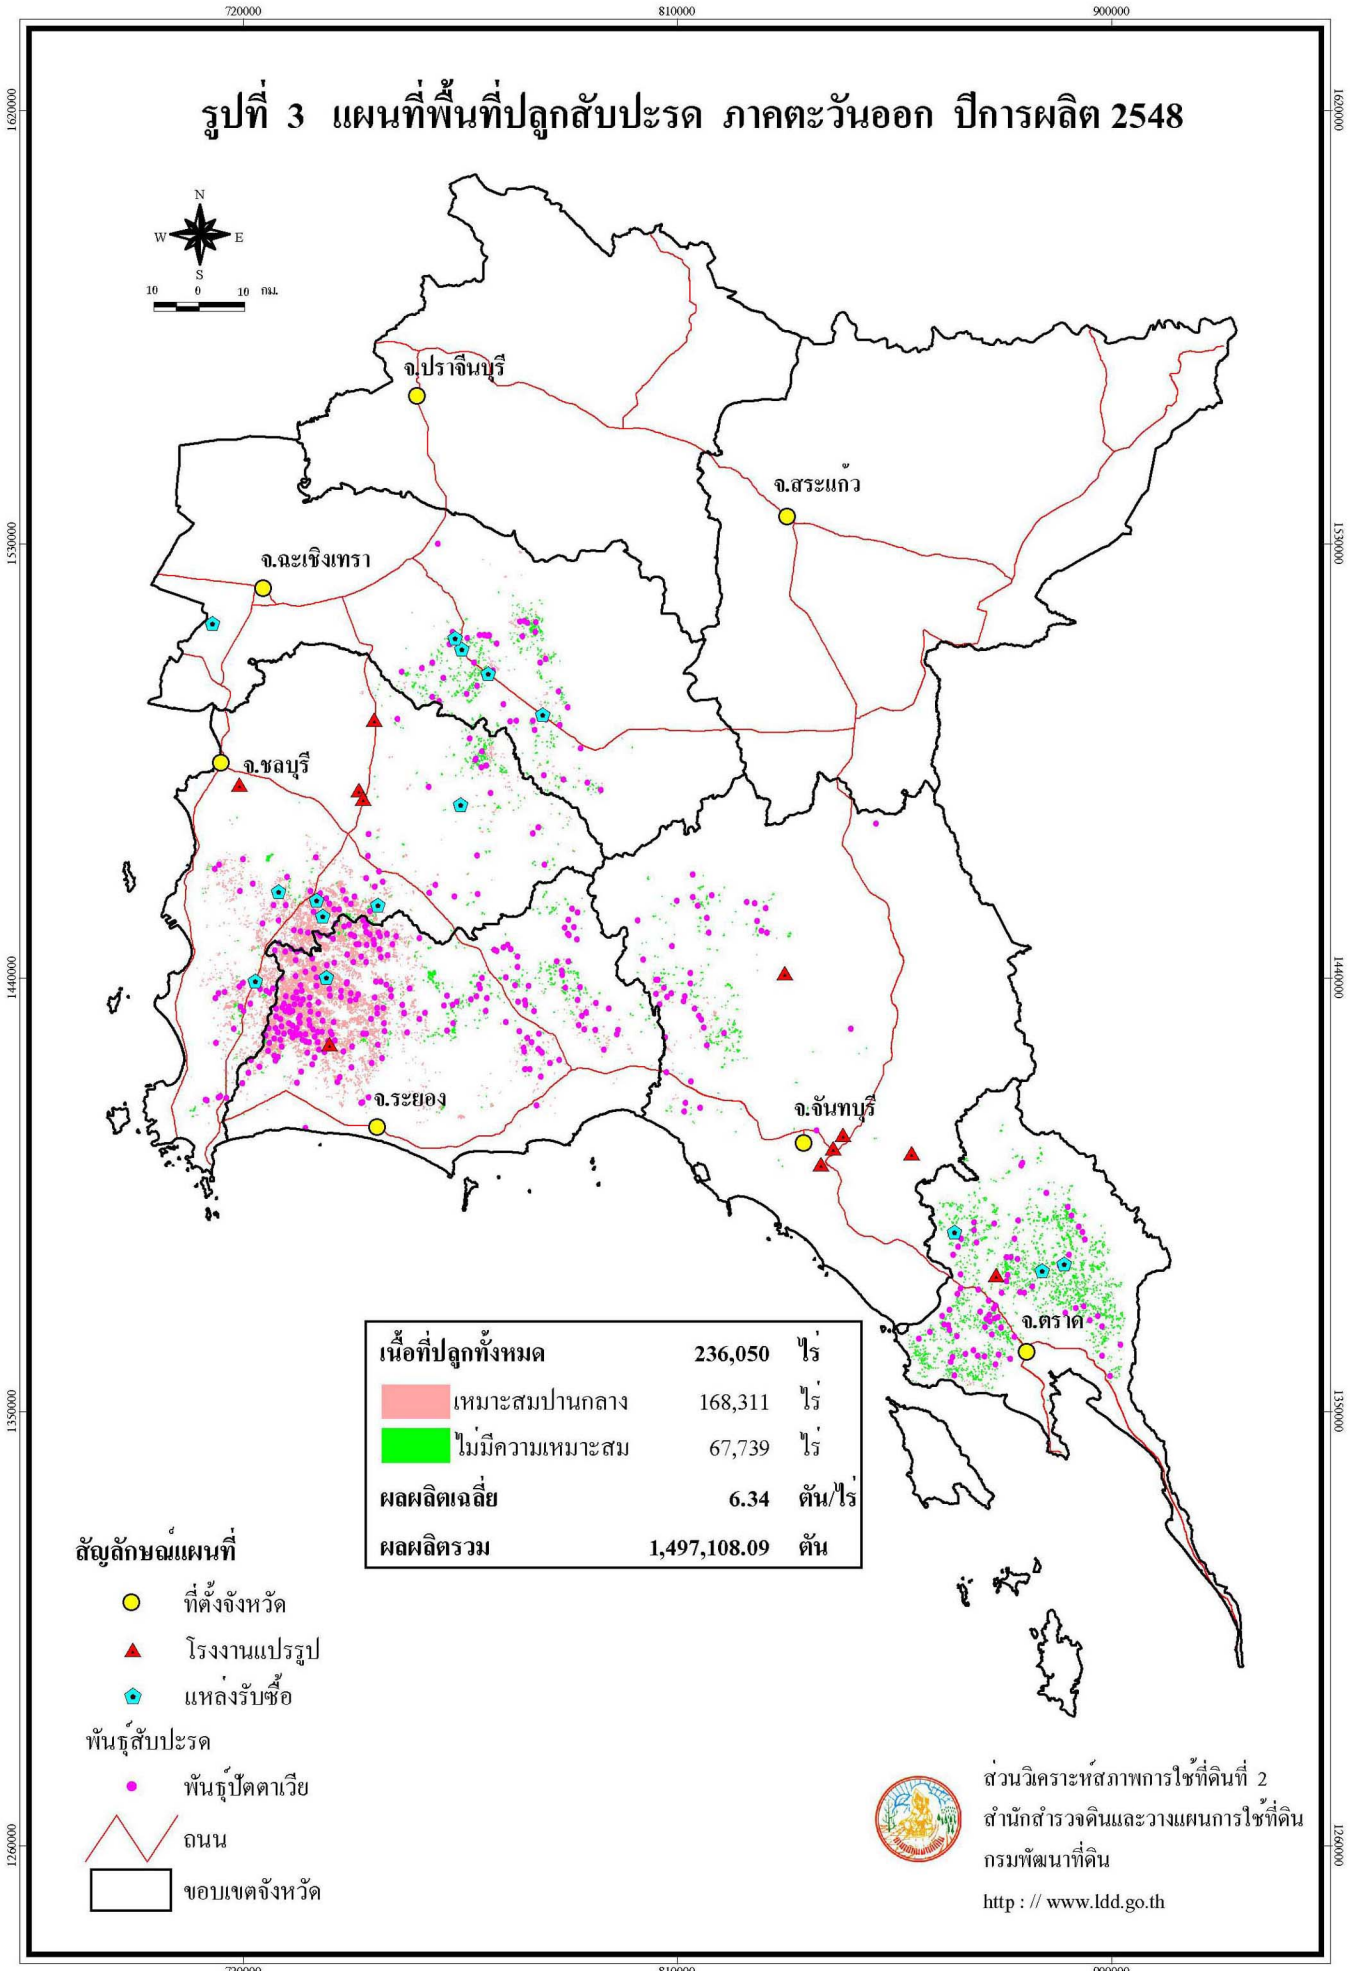 720000 810000 900000
1620000 1620000
รูปที่ 3 แผนที่พื้นที่ปลูกสับปะรด ภาคตะวันออก ปีการผลิต 2548
N
W E
S
10 0 10 กม.
จ.ปราจีนบุรี
จ.สระแก้ว
1530000 1530000
จ.ฉะเชิงเทรา
จ.ชลบุรี
1440000 1440000
จ.ระยอง
จ.จันทบุรี
จ.ตราด
เนื้อที่ปลูกทั้งหมด 236,050 ไร่
เหมาะสมปานกลาง 168,311 ไร่
ไม่มีความเหมาะสม 67,739 ไร่
ผลผลิตเฉลี่ย 6.34 ตัน/ไร่
ผลผลิตรวม 1,497,108.09 ตัน
1350000 1350000
สัญลักษณ์แผนที่
ที่ตั้งจังหวัด
โรงงานแปรรูป
แหล่งรับซื้อ
พันธุ์สับปะรด
พันธุ์ปัตตาเวีย
ถนน
ขอบเขตจังหวัด
1260000 1260000
ส่วนวิเคราะห์สภาพการใช้ที่ดินที่ 2
สำนักสำรวจดินและวางแผนการใช้ที่ดิน
กรมพัฒนาที่ดิน
http : // www.ldd.go.th
720000 810000 900000